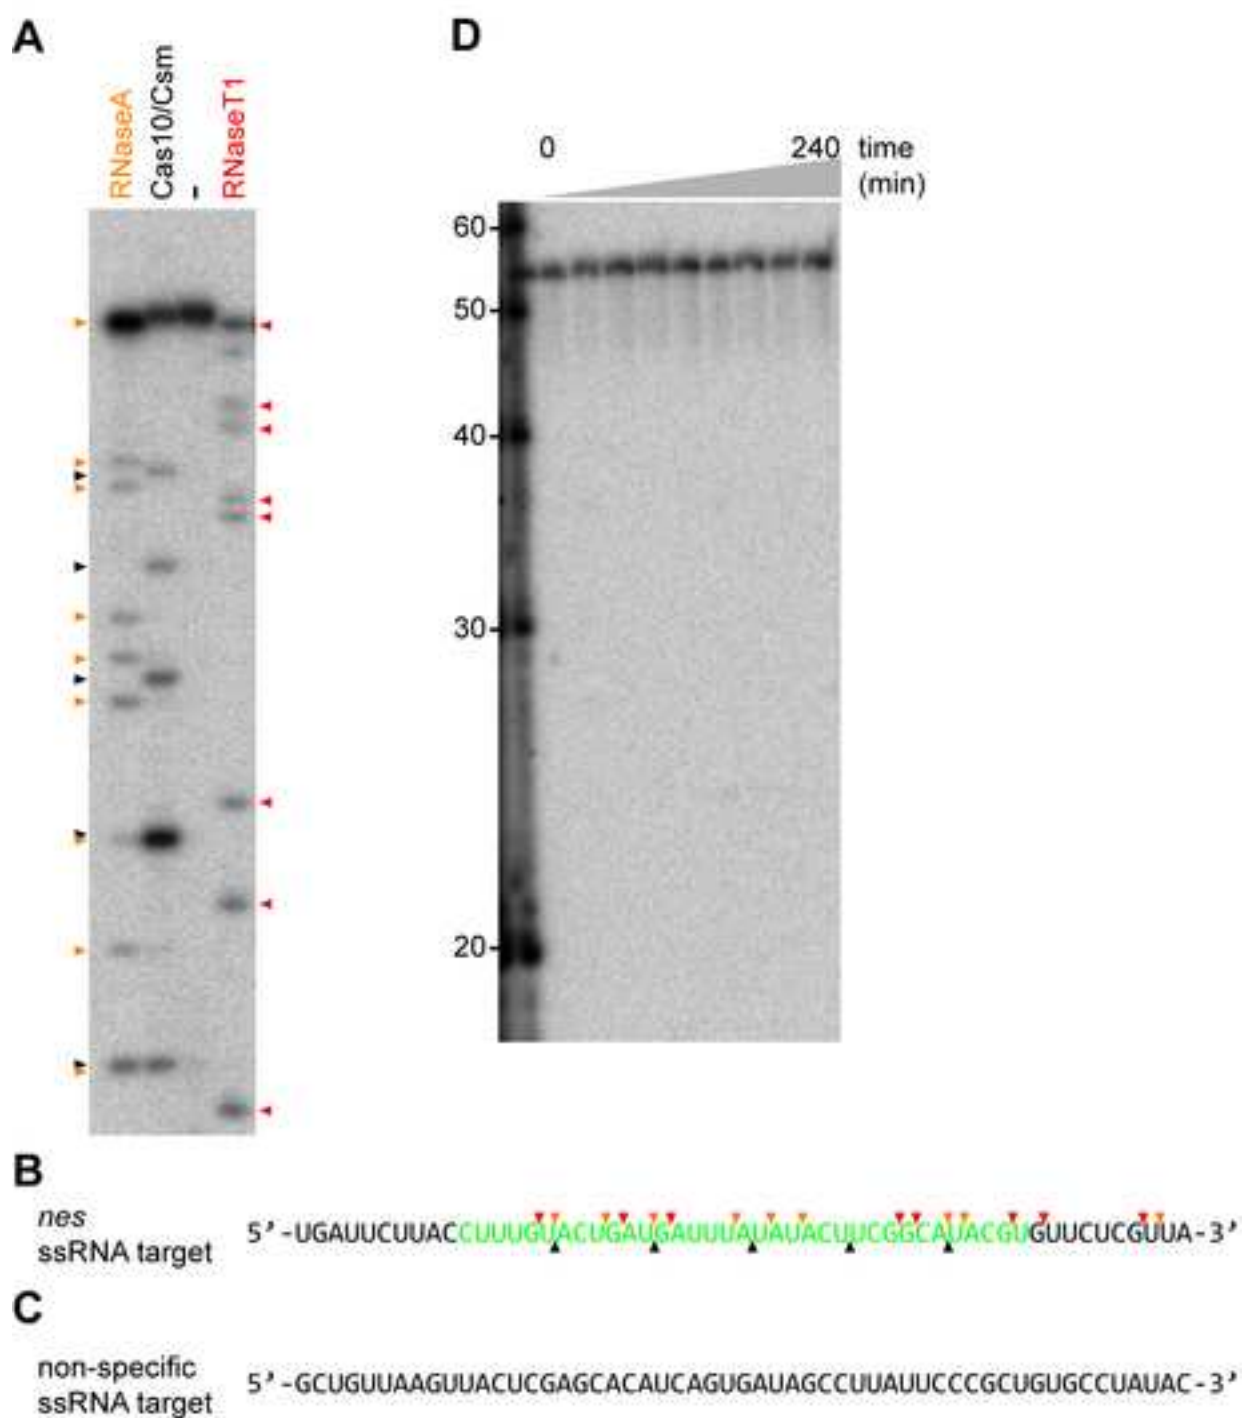 A
D
RNaseA
Cas10/Csm
-
RNaseT1
0
240
time
(min)
60
50
40
30
20
B
nes
ssRNA target
5'-UGAUUCUUACCUUUGUACUGAUGAUUUAUAUACUUCGGCAUACGUGUUCUCGUUA-3'
C
non-specific
ssRNA target
5'-GCUGUUAAGUUACUCGAGCACAUCAGUGAUAGCCUUAUUCCCGCUGUGCCUAUAC-3'